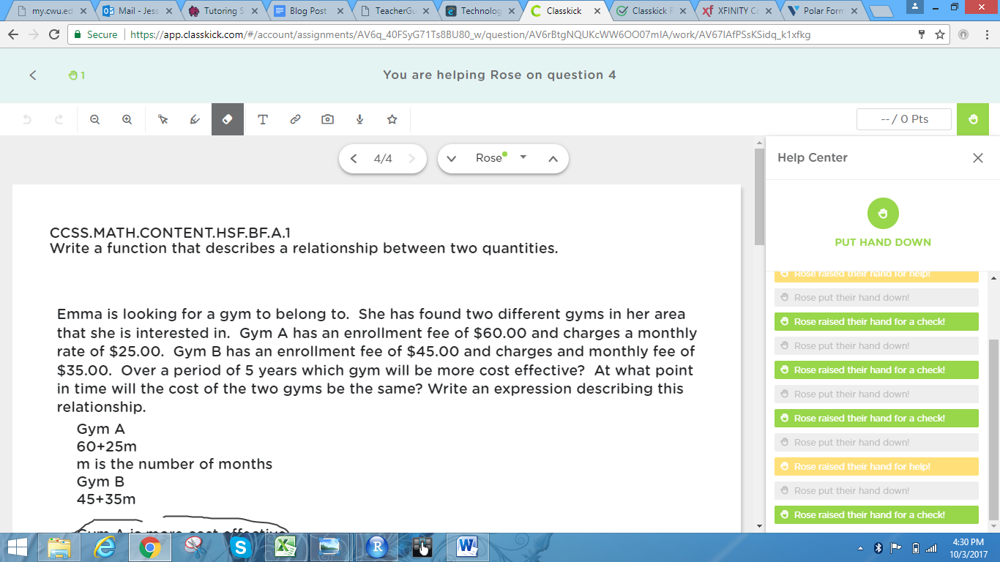 my.cwu.ed
Mail - Jess
Tutoring S
Blog Post -
TeacherGu
Technolog
Classkick
Classkick F
XFINITY C
Polar Form
Secure
https://app.classkick.com/#/account/assignments/AV6q_40FSyG71Ts8BU80_w/question/AV6rBtgNQUKcWW6OO07mIA/work/AV67IAfPSsKSidq_k1xfkg
1
You are helping Rose on question 4
T
-- / 0 Pts
4/4
Rose
Help Center
PUT HAND DOWN
CCSS.MATH.CONTENT.HSF.BF.A.1
Write a function that describes a relationship between two quantities.
Emma is looking for a gym to belong to. She has found two different gyms in her area
that she is interested in. Gym A has an enrollment fee of $60.00 and charges a monthly
rate of $25.00. Gym B has an enrollment fee of $45.00 and charges and monthly fee of
$35.00. Over a period of 5 years which gym will be more cost effective? At what point
in time will the cost of the two gyms be the same? Write an expression describing this
relationship.
Gym A
60+25m
m is the number of months
Gym B
45+35m
Gym A is more cost effective
Rose raised their hand for help!
Rose put their hand down!
Rose raised their hand for a check!
Rose put their hand down!
Rose raised their hand for a check!
Rose put their hand down!
Rose raised their hand for a check!
Rose put their hand down!
Rose raised their hand for help!
Rose put their hand down!
Rose raised their hand for a check!
4:30 PM
10/3/2017